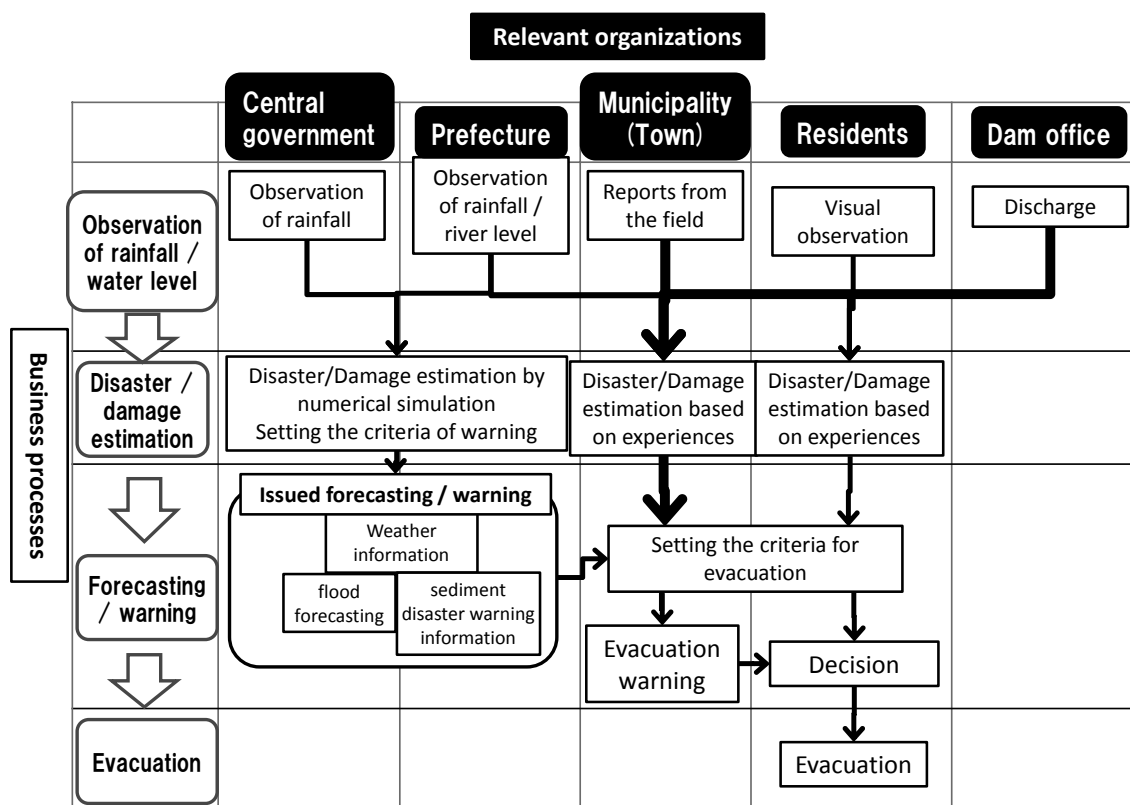 Relevant organizations
Central
government
Prefecture
Municipality
(Town)
Residents
Dam office
Business processes
Observation
of rainfall /
water level
Observation
of rainfall
Observation
of rainfall /
river level
Reports from
the field
Visual
observation
Discharge
Disaster /
damage
estimation
Disaster/Damage estimation by
numerical simulation
Setting the criteria of warning
Disaster/Damage
estimation based
on experiences
Disaster/Damage
estimation based
on experiences
Forecasting
/ warning
Issued forecasting / warning
Weather
information
flood
forecasting
sediment
disaster warning
information
Setting the criteria for
evacuation
Evacuation
warning
Decision
Evacuation
Evacuation